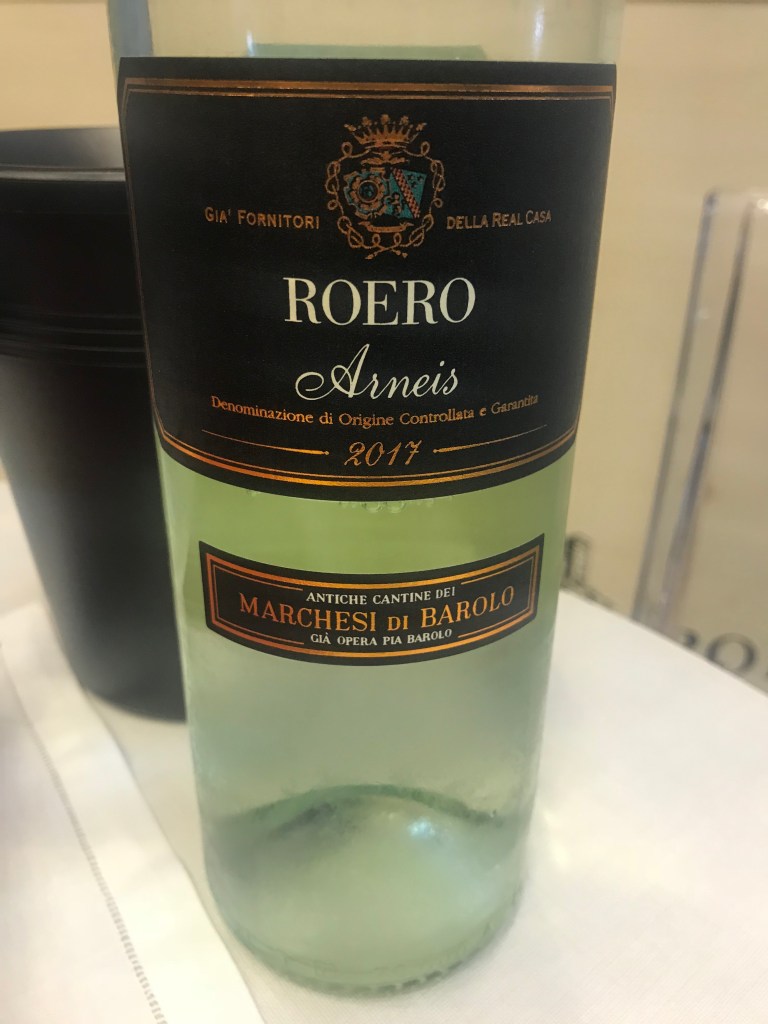 GIA' FORNITORI DELLA REAL CASA
ROERO
Arneis
Denominazione di Origine Controllata e Garantita
2017
ANTICHE CANTINE DEI
MARCHESI DI BAROLO
GIÀ OPERA PIA BAROLO